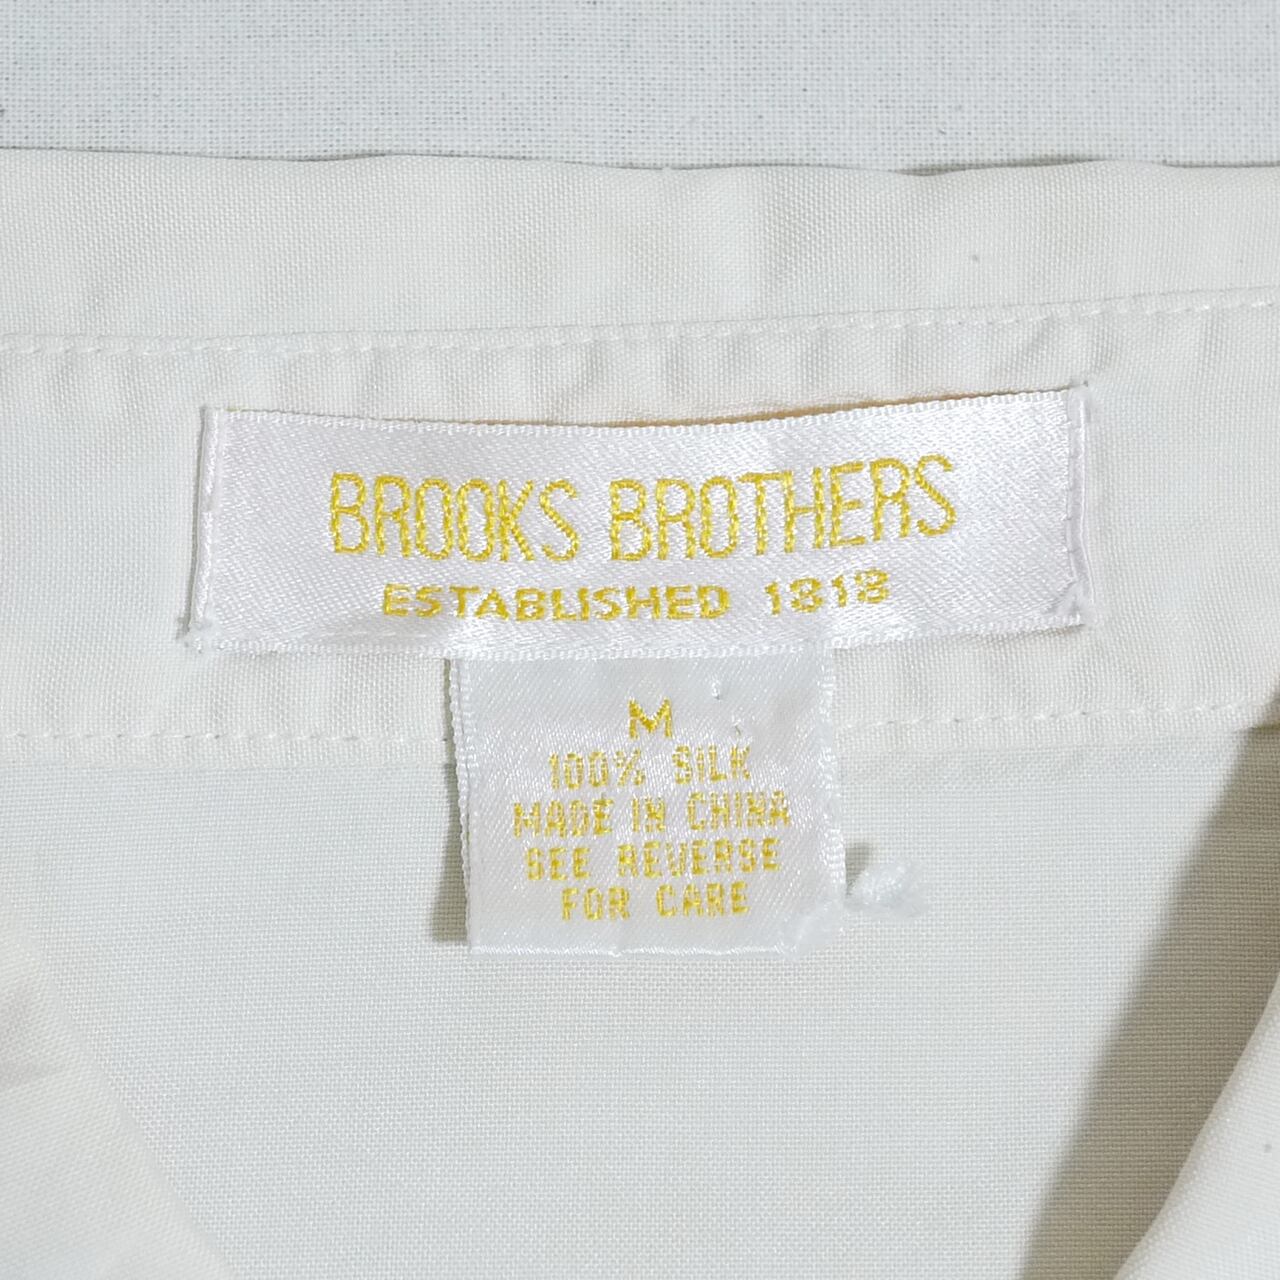 BROOKS BROTHERS
ESTABLISHED 1818
M
100% SILK
MADE IN CHINA
SEE REVERSE
FOR CARE